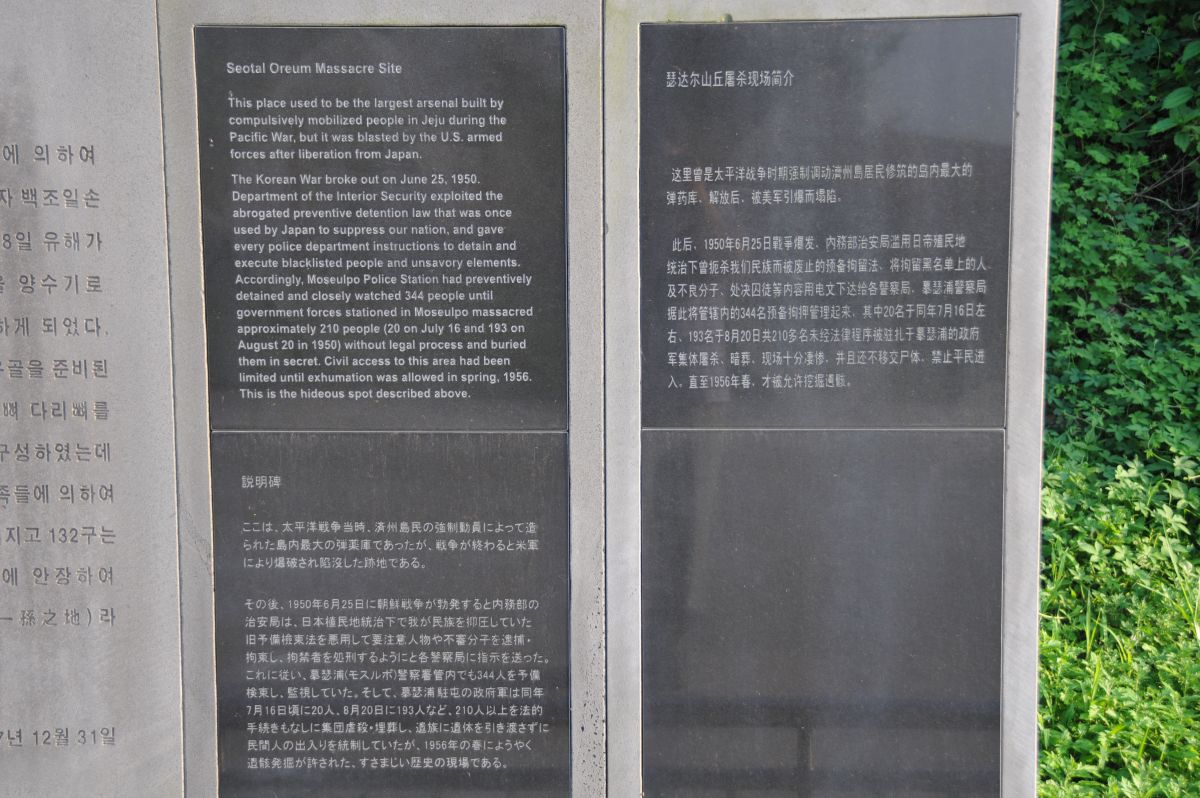 에 의하여
자 백조일손
8일 유해가
양수기로
하게 되었다.
준비된
뼈 다리뼈를
구성하였는데
족들에 의하여
지고 132구는
에 안장하여
一孫之地)라
7년 12월 31일
Seotal Oreum Massacre Site
This place used to be the largest arsenal built by
compulsively mobilized people in Jeju during the
Pacific War, but it was blasted by the U.S. armed
forces after liberation from Japan.
The Korean War broke out on June 25, 1950.
Department of the Interior Security exploited the
abrogated preventive detention law that was once
used by Japan to suppress our nation, and gave
every police department instructions to detain and
execute blacklisted people and unsavory elements.
Accordingly, Moseulpo Police Station had preventively
detained and closely watched 344 people until
government forces stationed in Moseulpo massacred
approximately 210 people (20 on July 16 and 193 on
August 20 in 1950) without legal process and buried
them in secret. Civil access to this area had been
limited until exhumation was allowed in spring, 1956.
This is the hideous spot described above.
説明碑
ここは、太平洋戦争当時、済州島民の強制動員によって造
られた島内最大の弾薬庫であったが、戦争が終わると米軍
により爆破され陥没した跡地である。
その後、1950年6月25日に朝鮮戦争が勃発すると内務部の
治安局は、日本植民地統治下で我が民族を抑圧していた
旧予備検束法を悪用して要注意人物や不審分子を逮捕・
拘束し、拘禁者を処刑するようにと各警察局に指示を送った。
これに従い、摹瑟浦(モスルポ)警察署管内でも344人を予備
検束し、監視していた。そして、摹瑟浦駐屯の政府軍は同年
7月16日頃に20人、8月20日に193人など、210人以上を法的
手続きもなしに集団虐殺・埋葬し、遺族に遺体を引き渡さずに
民間人の出入りを統制していたが、1956年の春にようやく
遺骸発掘が許された、すさまじい歴史の現場である。
瑟达尔山丘屠杀现场简介
这里曾是太平洋战争时期强制调动済州島居民修筑的岛内最大的
弹药库、解放后、被美军引爆而塌陷。
此后、1950年6月25日戰爭爆发、内務部治安局滥用日帝殖民地
统治下曾扼杀我们民族而被废止的预备拘留法、将拘留黑名单上的人
及不良分子、处决囚徒等内容用电文下达给各警察局、摹瑟浦警察局
据此将管辖内的344名预备拘押管理起来，其中20名于同年7月16日左
右、193名于8月20日共210多名未经法律程序被驻扎于摹瑟浦的政府
军集体屠杀、暗葬、现场十分凄惨、并且还不移交尸体、禁止平民进
入。直至1956年春，才被允许挖掘遗骸。